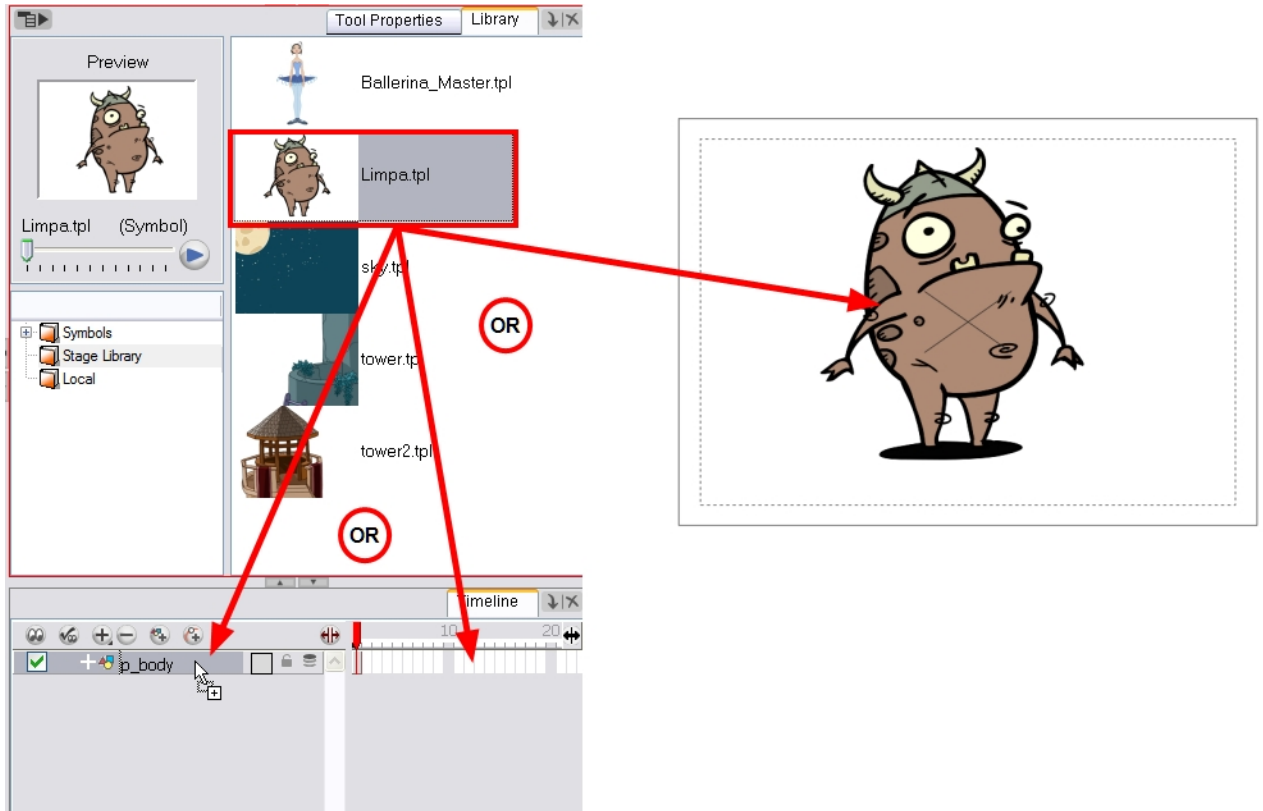 Tool Properties
Library
Preview
Ballerina_Master.tpl
Limpa.tpl
Limpa.tpl (Symbol)
sky.tpl
OR
Symbols
Stage Library
Local
tower.tpl
tower2.tpl
OR
Timeline
10
20
p_body